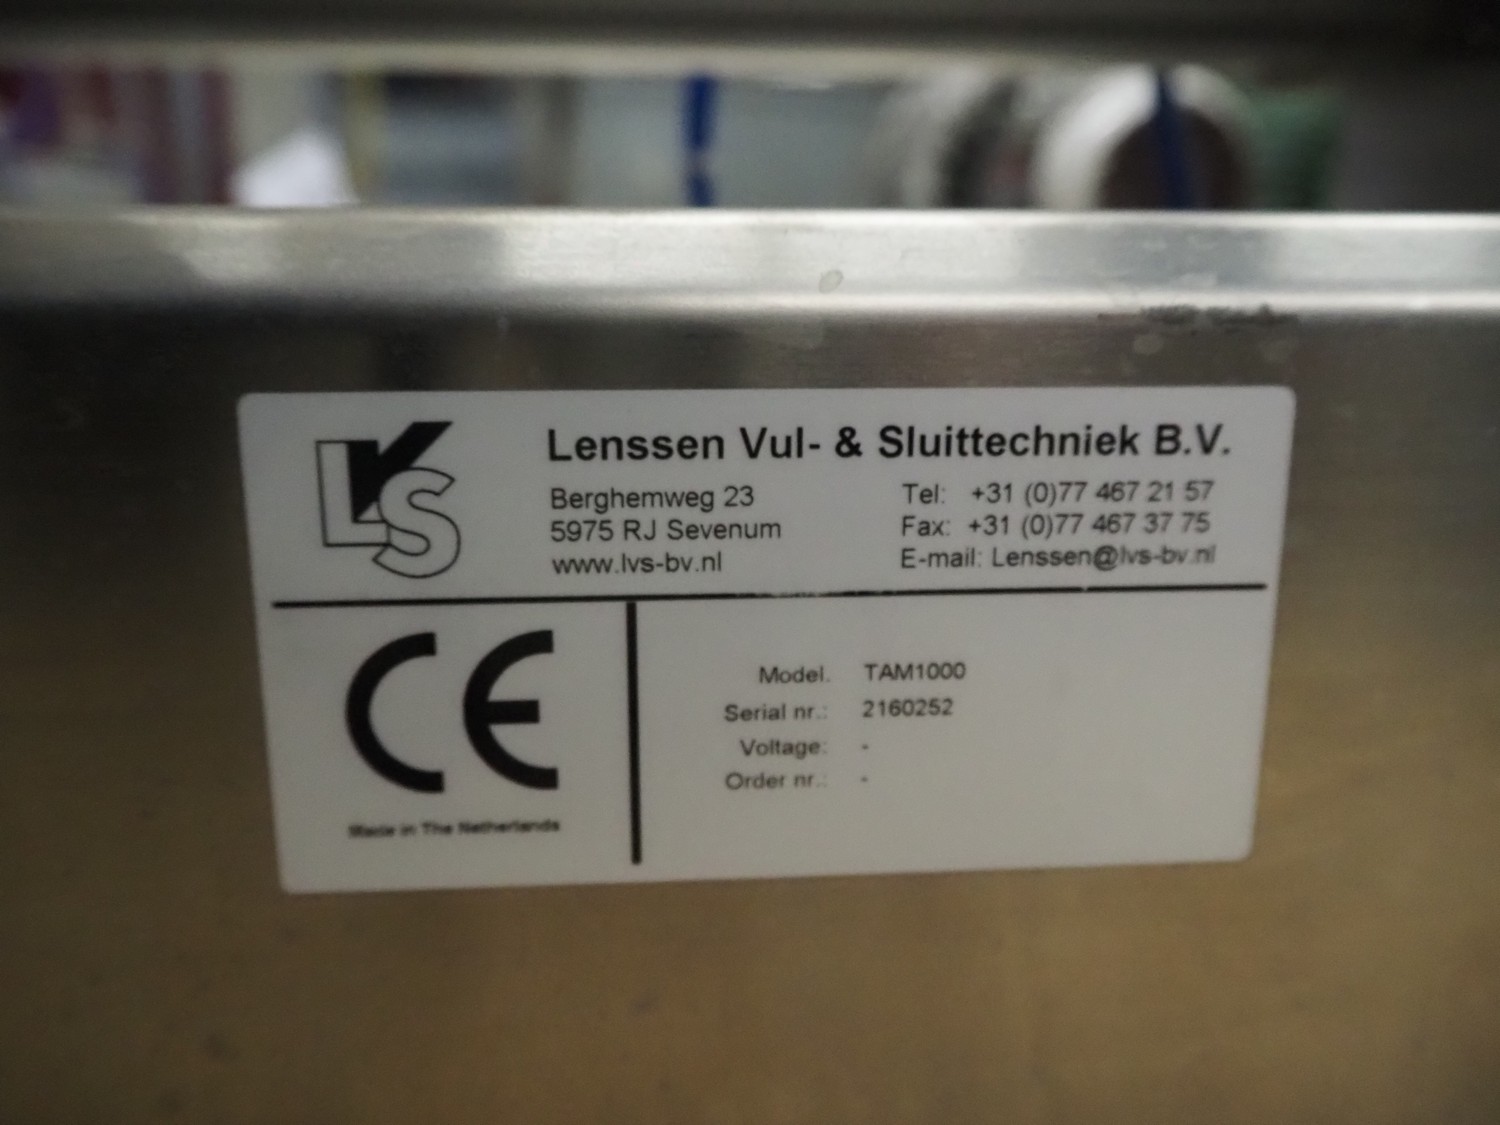 LVS
Lenssen Vul- & Sluittechniek B.V.
Berghemweg 23
5975 RJ Sevenum
www.lvs-bv.nl
Tel: +31 (0)77 467 21 57
Fax: +31 (0)77 467 37 75
E-mail: Lenssen@lvs-bv.nl
CE
Made in The Netherlands
Model. TAM1000
Serial nr.: 2160252
Voltage: -
Order nr.: -